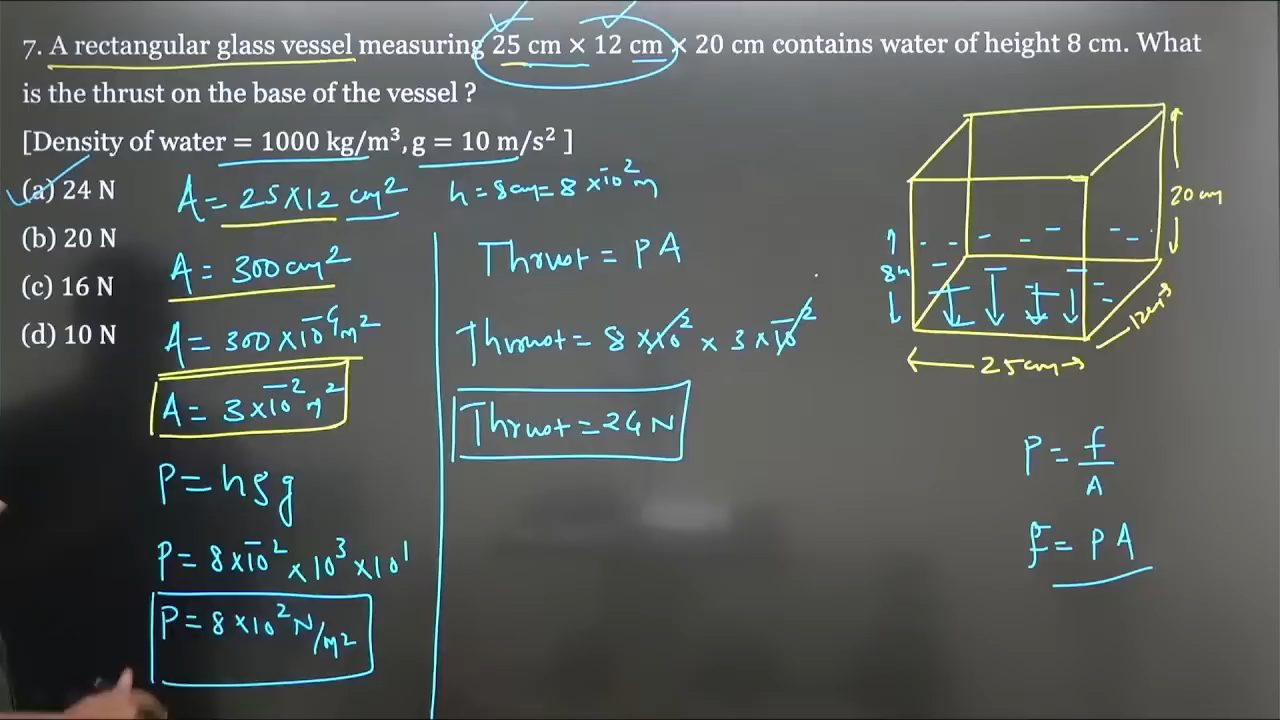 7. A rectangular glass vessel measuring 25 cm × 12 cm × 20 cm contains water of height 8 cm. What
is the thrust on the base of the vessel ?
[Density of water = 1000 kg/m³, g = 10 m/s² ]
(a) 24 N
(b) 20 N
(c) 16 N
(d) 10 N
A = 25×12 cm²
A = 300 cm²
A = 300×10⁻⁴ m²
A = 3×10⁻² m²
P = hρg
P = 8×10⁻² × 10³ × 10¹
P = 8×10² N/m²
h = 8cm = 8×10⁻² m
Thrust = PA
Thrust = 8×10² × 3×10⁻²
Thrust = 24 N
20 cm
12cm
25cm
P = f/A
F = PA